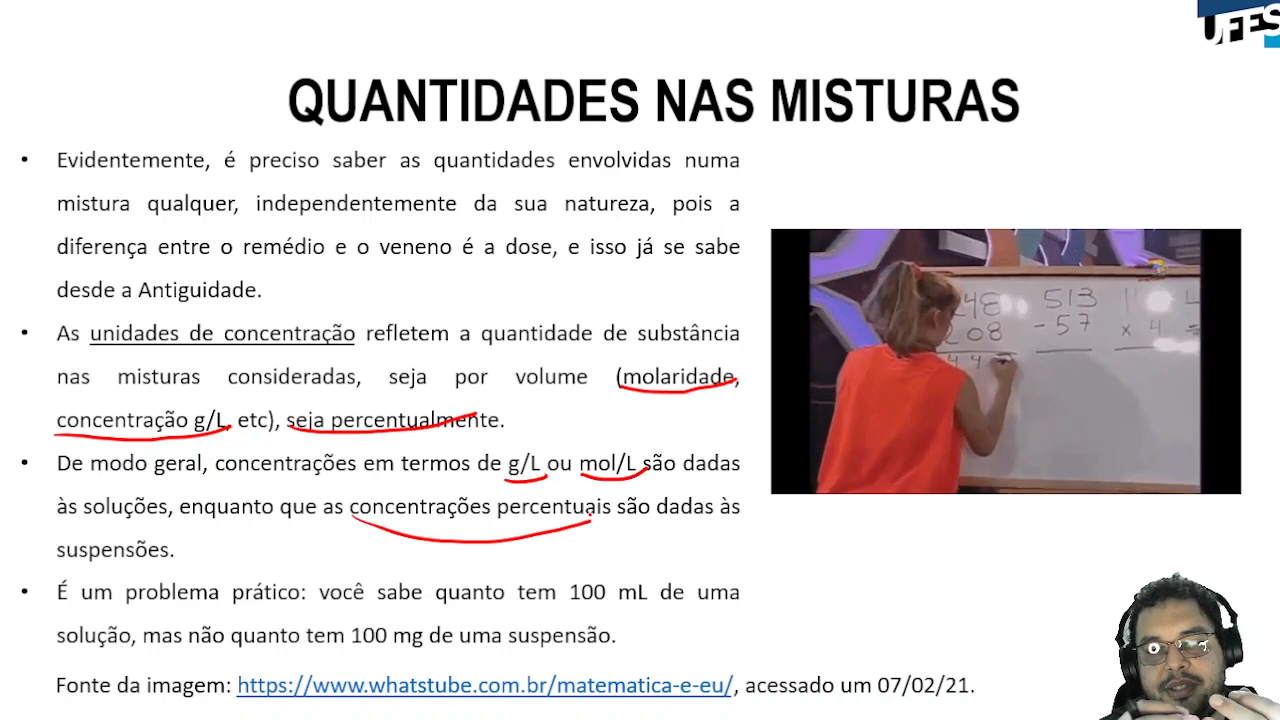 UFES
QUANTIDADES NAS MISTURAS
• Evidentemente, é preciso saber as quantidades envolvidas numa
mistura qualquer, independentemente da sua natureza, pois a
diferença entre o remédio e o veneno é a dose, e isso já se sabe
desde a Antiguidade.
• As unidades de concentração refletem a quantidade de substância
nas misturas consideradas, seja por volume (molaridade,
concentração g/L, etc), seja percentualmente.
• De modo geral, concentrações em termos de g/L ou mol/L são dadas
às soluções, enquanto que as concentrações percentuais são dadas às
suspensões.
• É um problema prático: você sabe quanto tem 100 mL de uma
solução, mas não quanto tem 100 mg de uma suspensão.
Fonte da imagem: https://www.whatstube.com.br/matematica-e-eu/, acessado um 07/02/21.
48 513
208 -57 x 4
44